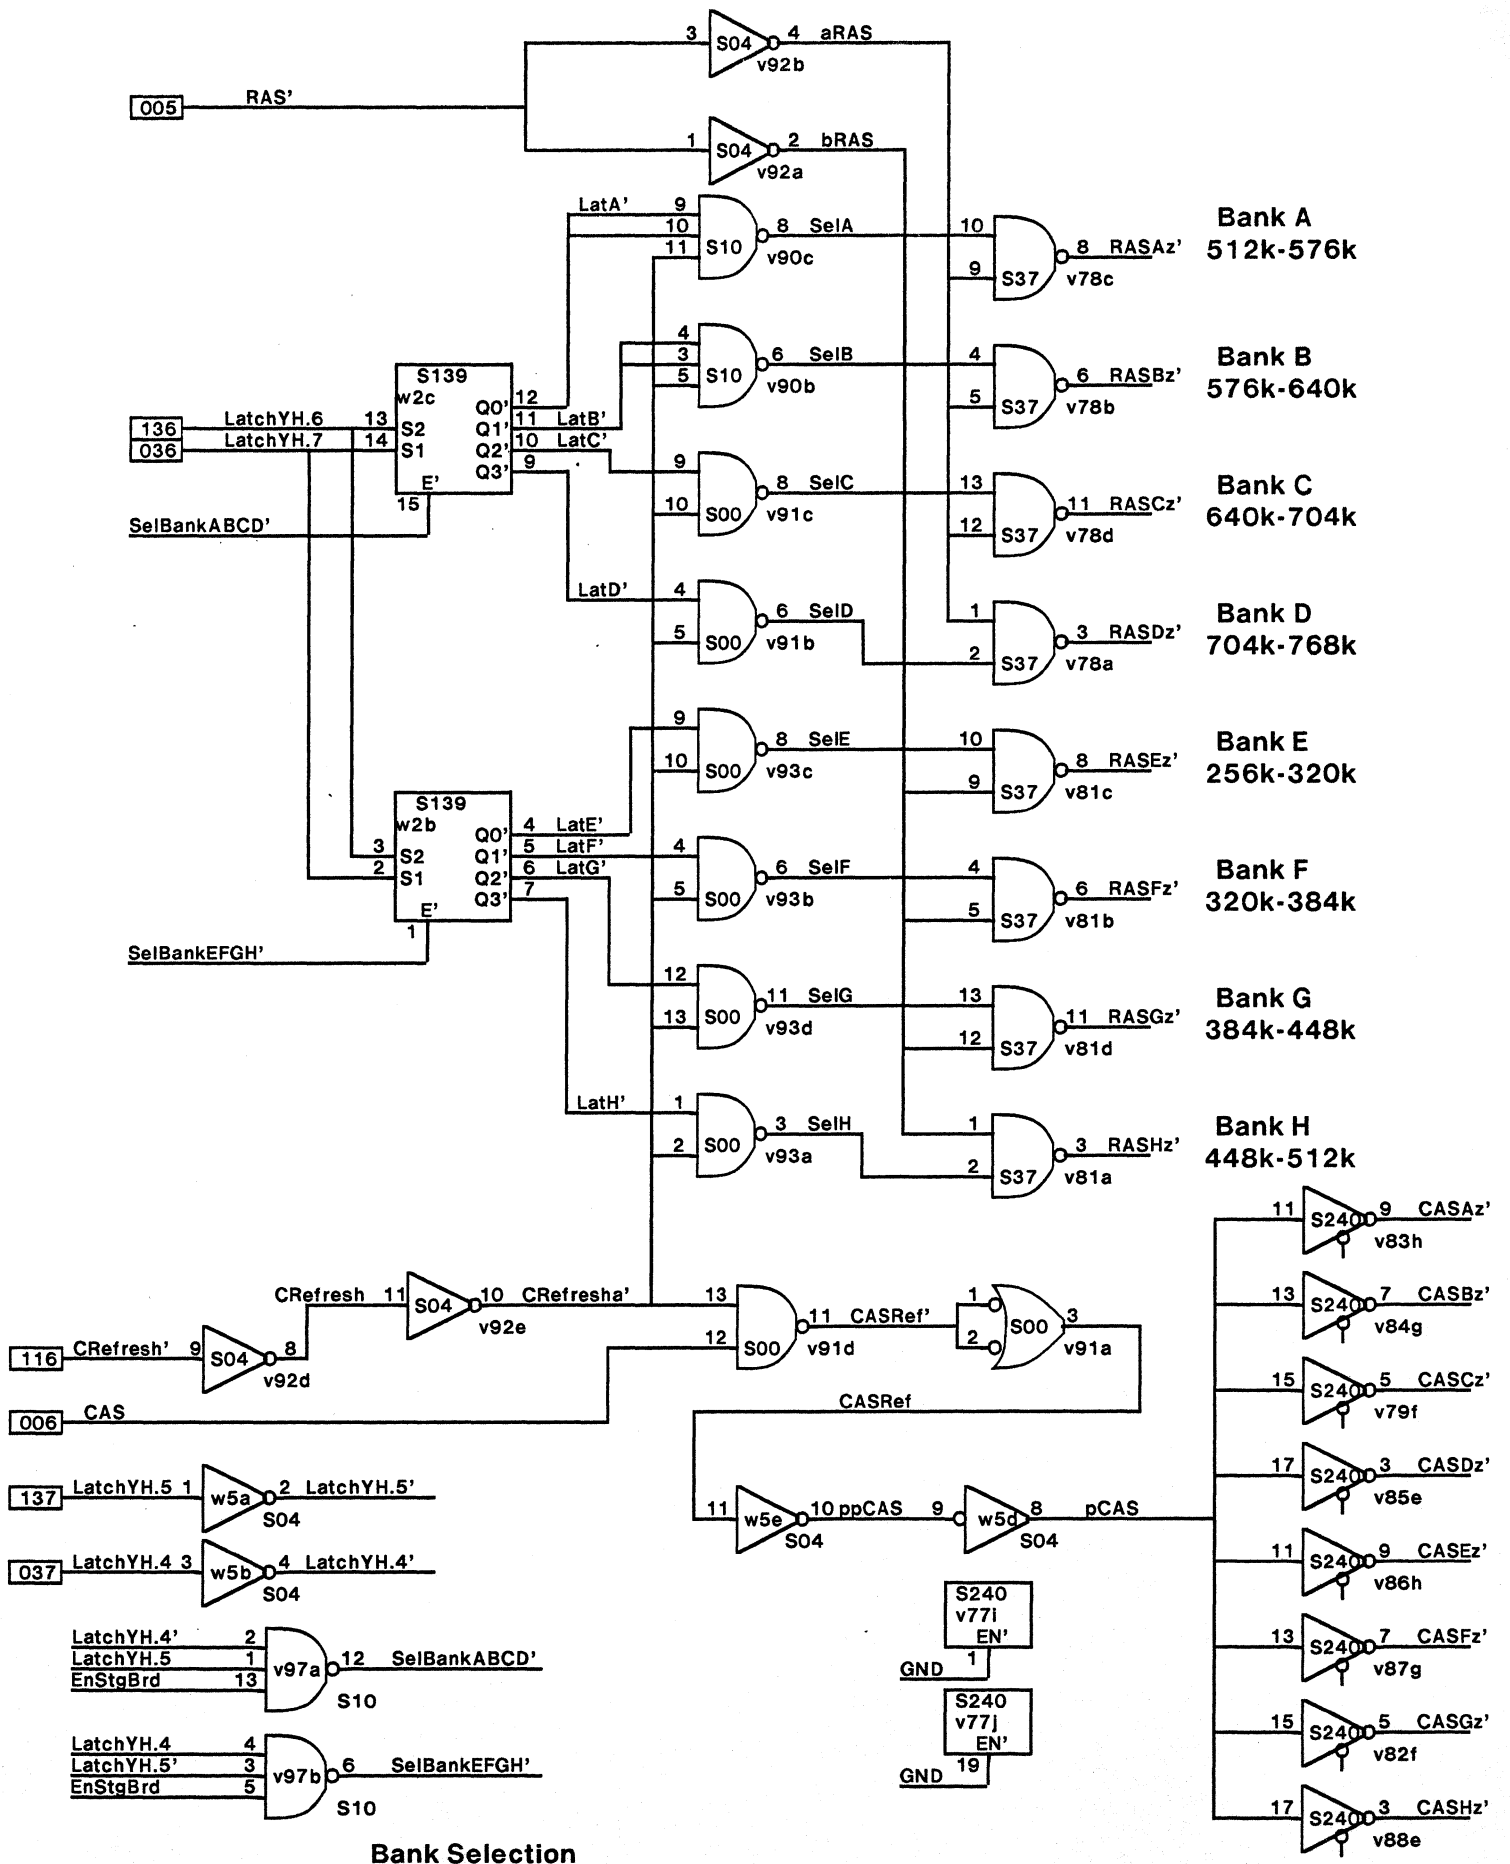 3 S04 4 aRAS
v92b
005 RAS'
1 S04 2 bRAS
v92a
LatA' 9
10
11 S10 8 SelA
v90c
10
9 S37 8 RASAz'
v78c
Bank A
512k-576k
4
3
5 S10 6 SelB
v90b
4
5 S37 6 RASBz'
v78b
Bank B
576k-640k
S139
w2c
136 LatchYH.6 13 S2
036 LatchYH.7 14 S1
Q0' 12
Q1' 11 LatB'
Q2' 10 LatC'
Q3' 9
E'
15
SelBankABCD'
9
10 S00 8 SelC
v91c
13
12 S37 11 RASCz'
v78d
Bank C
640k-704k
LatD' 4
5 S00 6 SelD
v91b
1
2 S37 3 RASDz'
v78a
Bank D
704k-768k
9
10 S00 8 SelE
v93c
10
9 S37 8 RASEz'
v81c
Bank E
256k-320k
S139
w2b
3 S2
2 S1
Q0' 4 LatE'
Q1' 5 LatF'
Q2' 6 LatG'
Q3' 7
E'
1
SelBankEFGH'
4
5 S00 6 SelF
v93b
4
5 S37 6 RASFz'
v81b
Bank F
320k-384k
12
13 S00 11 SelG
v93d
13
12 S37 11 RASGz'
v81d
Bank G
384k-448k
LatH' 1
2 S00 3 SelH
v93a
1
2 S37 3 RASHz'
v81a
Bank H
448k-512k
116 CRefresh' 9 S04 8
v92d
CRefresh 11 S04 10 CRefresha'
v92e
13
12 S00 11 CASRef'
v91d
1
2 S00 3
v91a
006 CAS
CASRef
11 w5e 10 ppCAS
S04
9 w5d 8 pCAS
S04
11 S240 9 CASAz'
v83h
13 S240 7 CASBz'
v84g
15 S240 5 CASCz'
v79f
17 S240 3 CASDz'
v85e
11 S240 9 CASEz'
v86h
13 S240 7 CASFz'
v87g
15 S240 5 CASGz'
v82f
17 S240 3 CASHz'
v88e
137 LatchYH.5 1 w5a 2 LatchYH.5'
S04
037 LatchYH.4 3 w5b 4 LatchYH.4'
S04
LatchYH.4' 2
LatchYH.5 1
EnStgBrd 13
v97a 12 SelBankABCD'
S10
LatchYH.4 4
LatchYH.5' 3
EnStgBrd 5
v97b 6 SelBankEFGH'
S10
S240
v77i
EN'
GND 1
S240
v77j
EN'
GND 19
Bank Selection